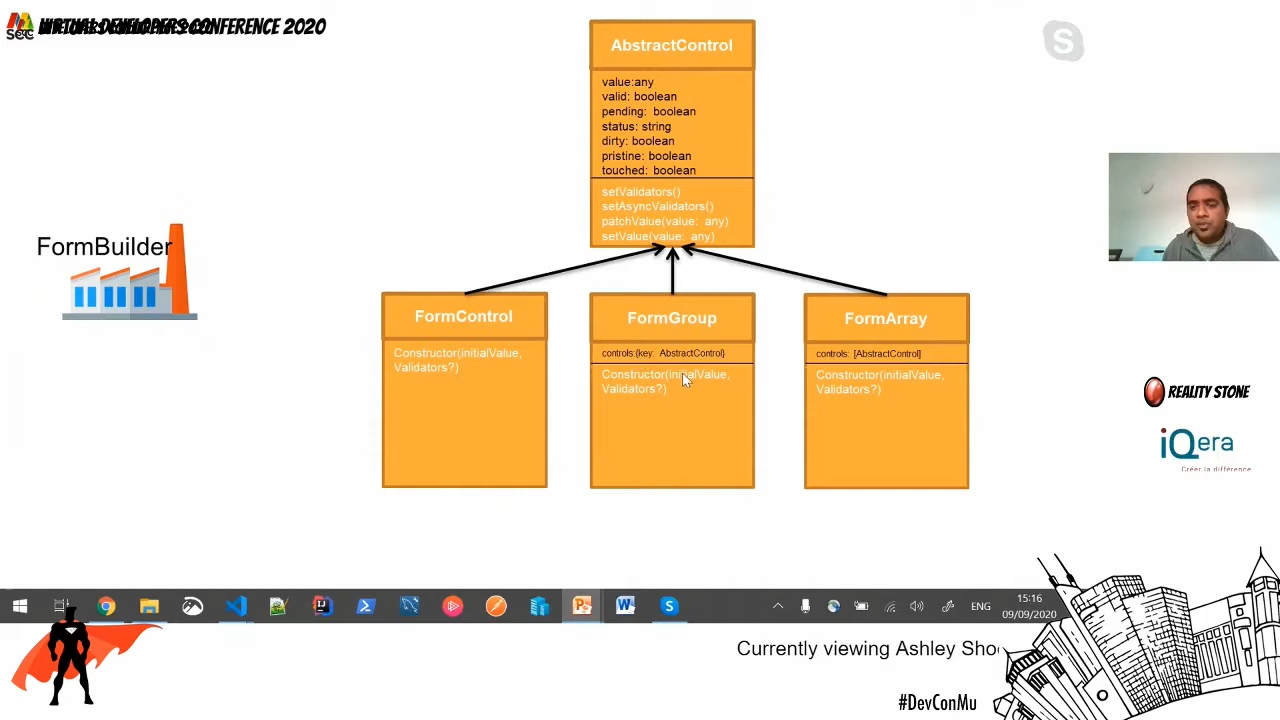 VIRTUAL DEVELOPERS CONFERENCE 2020
AbstractControl
value:any
valid: boolean
pending: boolean
status: string
dirty: boolean
pristine: boolean
touched: boolean
setValidators()
setAsyncValidators()
patchValue(value: any)
setValue(value: any)
S
FormBuilder
FormControl
Constructor(initialValue,
Validators?)
FormGroup
controls:{key: AbstractControl}
Constructor(initialValue,
Validators?)
FormArray
controls: [AbstractControl]
Constructor(initialValue,
Validators?)
REALITY STONE
iQera
Créer la différence
ENG
15:16
09/09/2020
Currently viewing Ashley Sho
#DevConMu